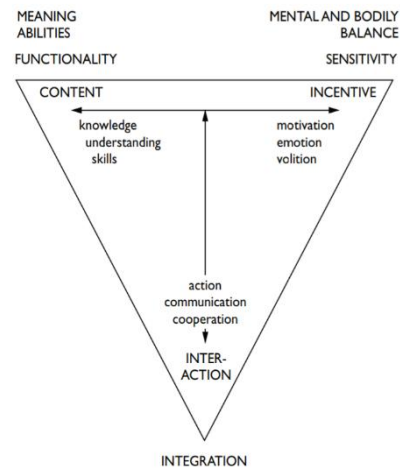 MEANING
ABILITIES
FUNCTIONALITY
MENTAL AND BODILY
BALANCE
SENSITIVITY
CONTENT
INCENTIVE
knowledge
understanding
skills
motivation
emotion
volition
action
communication
cooperation
INTER-
ACTION
INTEGRATION